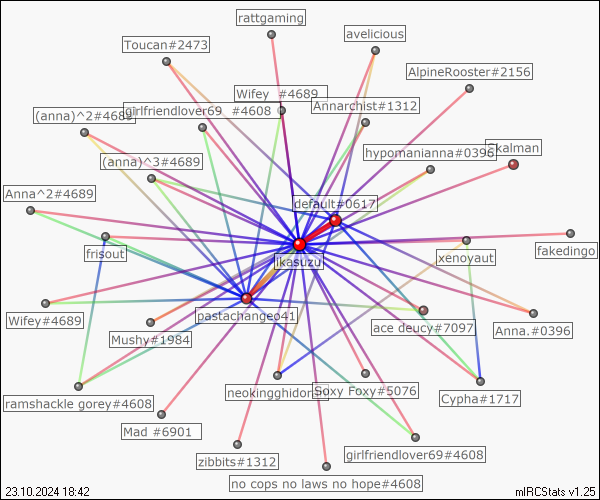 rattgaming
Toucan#2473
avelicious
AlpineRooster#2156
Wifey #4689
(anna)^2#4689
girlfriendlover69 #4608
Annarchist#1312
(anna)^3#4689
hypomanianna#0396
kalman
Anna^2#4689
default#0617
frisout
jikasuzu
xenoyaut
fakedingo
Wifey#4689
pastachangeo41
Mushy#1984
ace deucy#7097
Anna.#0396
ramshackle gorey#4608
Soxy Foxy#5076
Cypha#1717
Mad #6901
zibbits#1312
girlfriendlover69#4608
no cops no laws no hope#4608
23.10.2024 18:42
mIRCStats v1.25